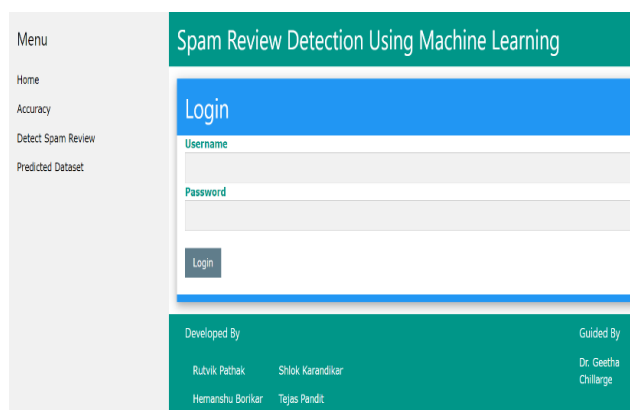 Menu
Home
Accuracy
Detect Spam Review
Predicted Dataset
Spam Review Detection Using Machine Learning
Login
Username
Password
Login
Developed By
Rutvik Pathak Shlok Karandikar
Hemanshu Borikar Tejas Pandit
Guided By
Dr. Geetha
Chillarge